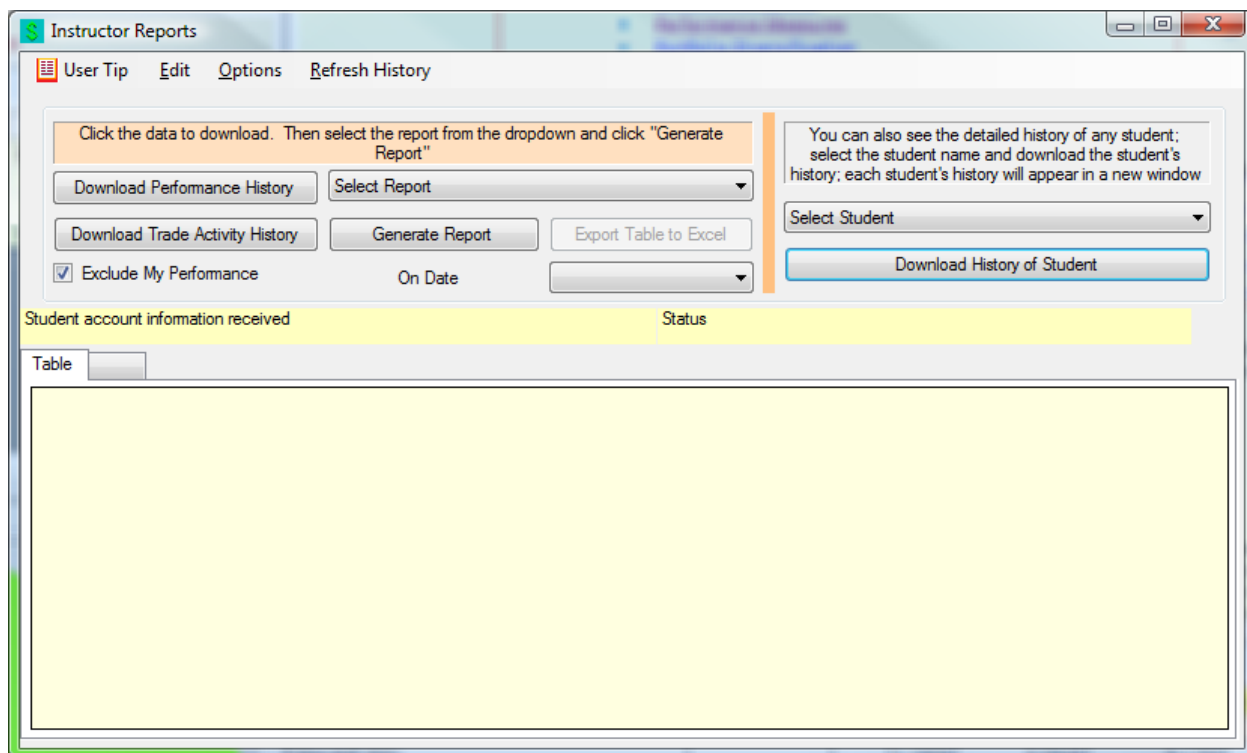 Instructor Reports
User Tip Edit Options Refresh History
Click the data to download. Then select the report from the dropdown and click "Generate
Report"
You can also see the detailed history of any student;
select the student name and download the student's
history; each student's history will appear in a new window
Download Performance History
Select Report
Select Student
Download Trade Activity History
Generate Report
Export Table to Excel
Download History of Student
Exclude My Performance
On Date
Student account information received
Status
Table